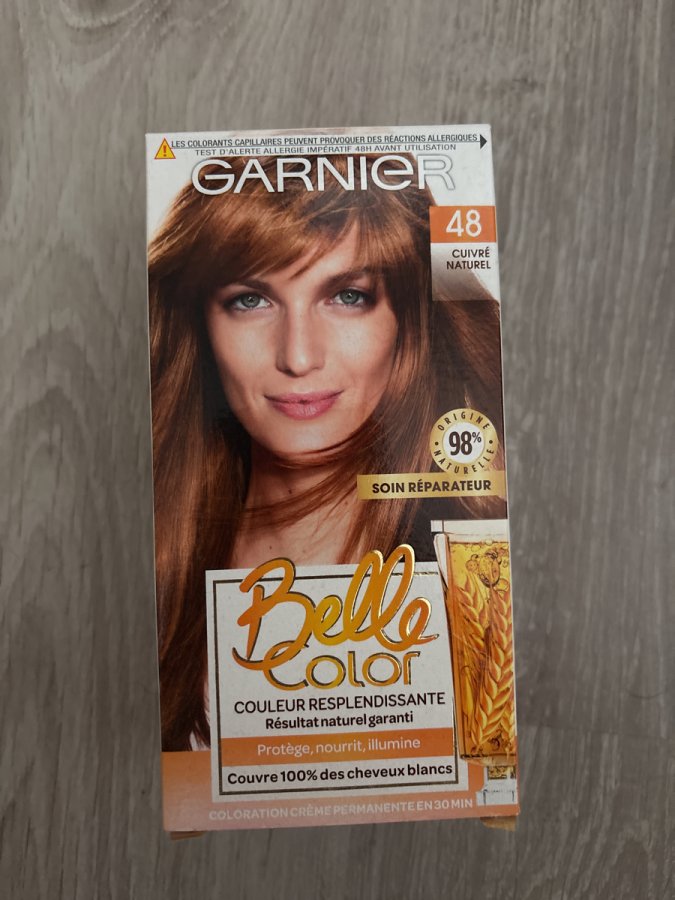 LES COLORANTS CAPILLAIRES PEUVENT PROVOQUER DES RÉACTIONS ALLERGIQUES
TEST D'ALERTE ALLERGIE IMPÉRATIF 48H AVANT UTILISATION
GARNIER
48
CUIVRÉ
NATUREL
ORIGINE
98%
NATURELLE
SOIN RÉPARATEUR
Belle
Color
COULEUR RESPLENDISSANTE
Résultat naturel garanti
Protège, nourrit, illumine
Couvre 100% des cheveux blancs
COLORATION CRÈME PERMANENTE EN 30 MIN